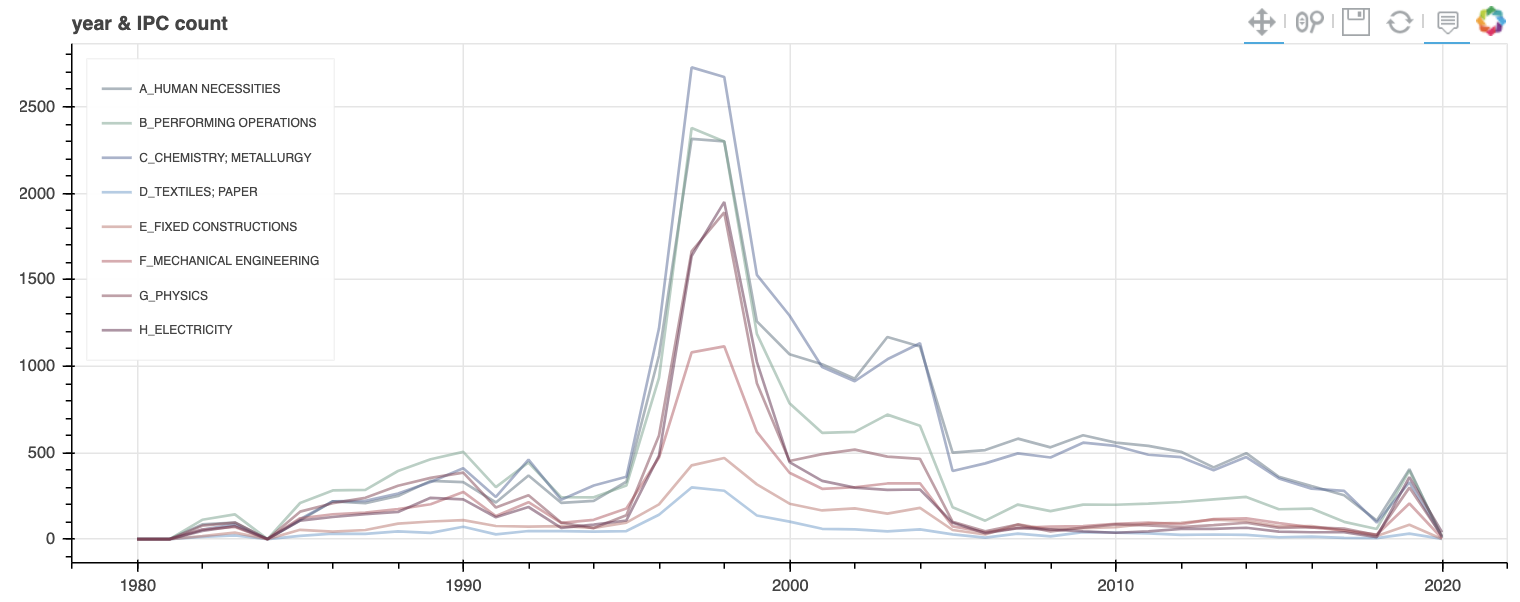 year & IPC count
A_HUMAN NECESSITIES
B_PERFORMING OPERATIONS
C_CHEMISTRY; METALLURGY
D_TEXTILES; PAPER
E_FIXED CONSTRUCTIONS
F_MECHANICAL ENGINEERING
G_PHYSICS
H_ELECTRICITY
2500
2000
1500
1000
500
0
1980 1990 2000 2010 2020